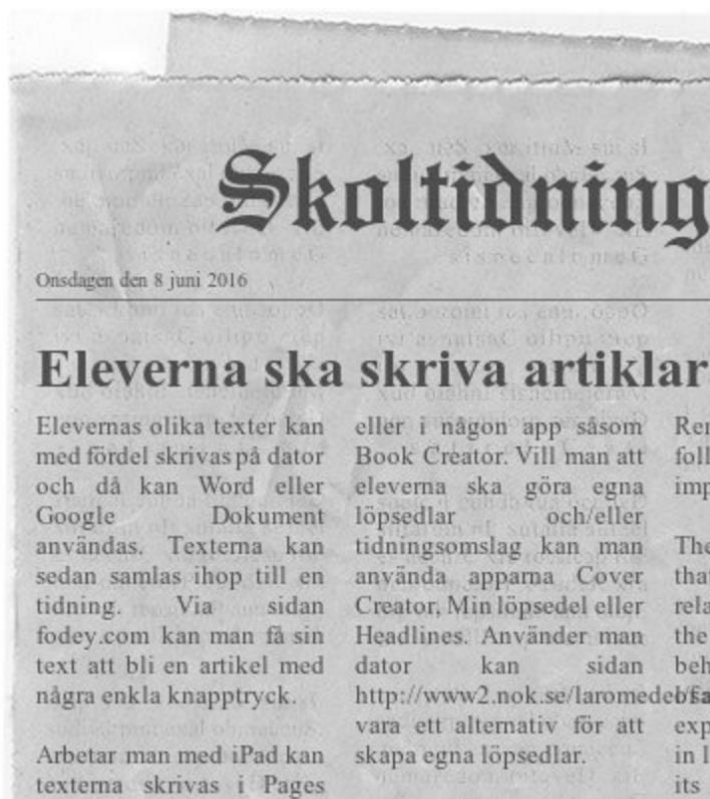 Skoltidning
Onsdagen den 8 juni 2016
Eleverna ska skriva artiklar
Elevernas olika texter kan
med fördel skrivas på dator
och då kan Word eller
Google Dokument
användas. Texterna kan
sedan samlas ihop till en
tidning. Via sidan
fodey.com kan man få sin
text att bli en artikel med
några enkla knapptryck.
Arbetar man med iPad kan
texterna skrivas i Pages
eller i någon app såsom
Book Creator. Vill man att
eleverna ska göra egna
löpsedlar och/eller
tidningsomslag kan man
använda apparna Cover
Creator, Min löpsedel eller
Headlines. Använder man
dator kan sidan
http://www2.nok.se/laromedel/
vara ett alternativ för att
skapa egna löpsedlar.
The
in
its